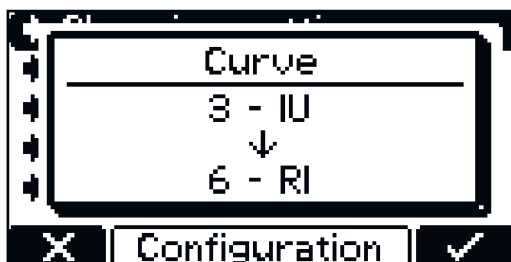 Curve
3 - IU
↓
6 - RI
Configuration